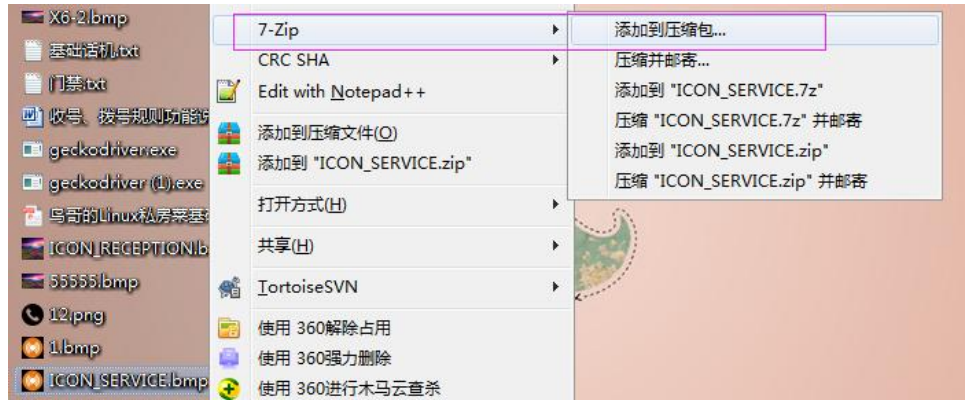 X6-2.bmp
基础话机.txt
门禁.txt
收号、拨号规则功能
geckodriver.exe
geckodriver (1).exe
鸟哥的Linux私房菜基
ICON_RECEPTION.b
55555.bmp
12.png
1.bmp
ICON_SERVICE.bmp
7-Zip
CRC SHA
Edit with Notepad++
添加到压缩文件(O)
添加到 "ICON_SERVICE.zip"
打开方式(H)
共享(H)
TortoiseSVN
使用 360解除占用
使用 360强力删除
使用 360进行木马云查杀
添加到压缩包...
压缩并邮寄...
添加到 "ICON_SERVICE.7z"
压缩 "ICON_SERVICE.7z" 并邮寄
添加到 "ICON_SERVICE.zip"
压缩 "ICON_SERVICE.zip" 并邮寄